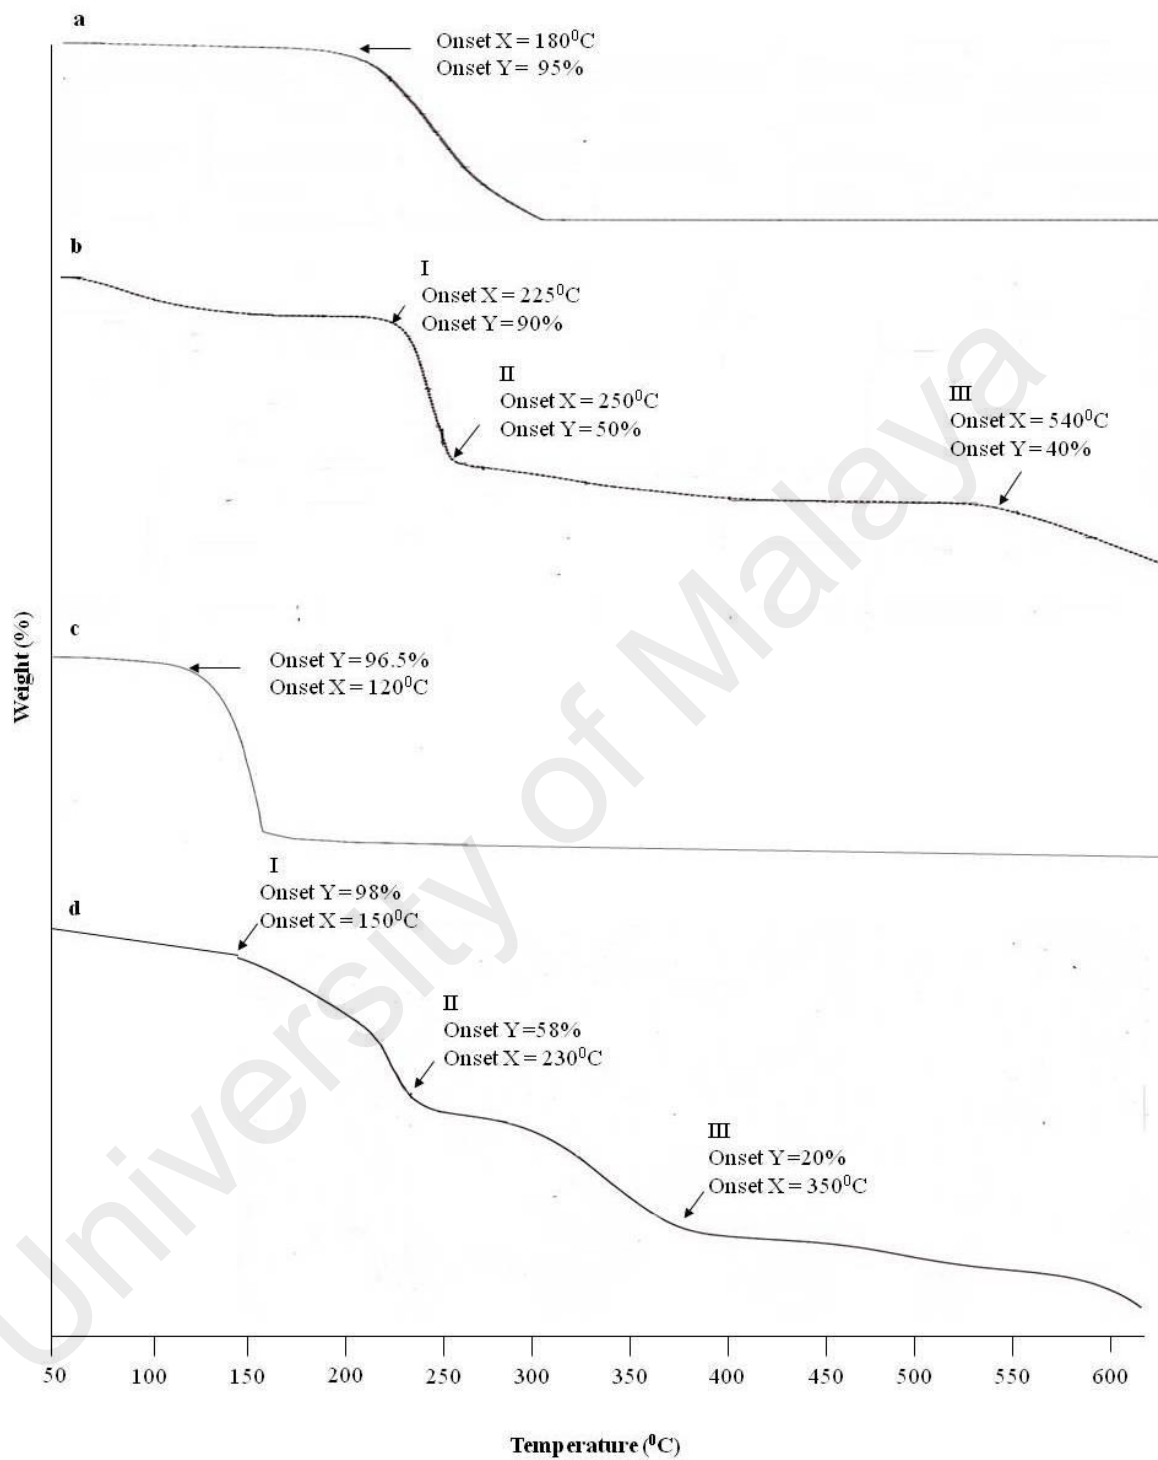 a
Onset X = 180⁰C
Onset Y = 95%
b
I
Onset X = 225⁰C
Onset Y = 90%
II
Onset X = 250⁰C
Onset Y = 50%
III
Onset X = 540⁰C
Onset Y = 40%
c
Onset Y = 96.5%
Onset X = 120⁰C
Weight (%)
I
Onset Y = 98%
Onset X = 150⁰C
d
II
Onset Y =58%
Onset X = 230⁰C
III
Onset Y =20%
Onset X = 350⁰C
50 100 150 200 250 300 350 400 450 500 550 600
Temperature (⁰C)
University of Malaya